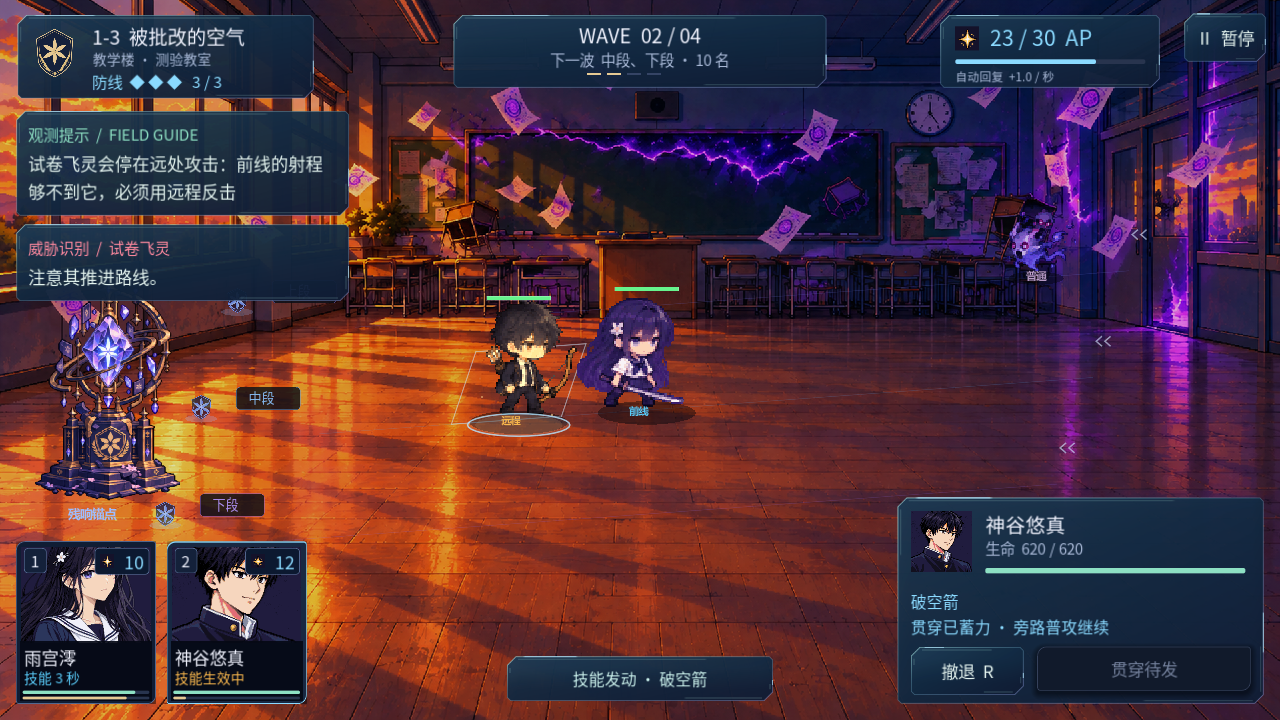 1-3 被批改的空气
教学楼 · 测验教室
防线 3 / 3
WAVE 02 / 04
下一波 中段、下段 · 10 名
23 / 30 AP
自动回复 +1.0 / 秒
暂停
观测提示 / FIELD GUIDE
试卷飞灵会停在远处攻击：前线的射程
够不到它，必须用远程反击
威胁识别 / 试卷飞灵
注意其推进路线。
普通
中段
远程
前线
下段
残响锚点
1
10
雨宫澪
技能 3 秒
2
12
神谷悠真
技能生效中
技能发动 · 破空箭
神谷悠真
生命 620 / 620
破空箭
贯穿已蓄力 · 旁路普攻继续
撤退 R
贯穿待发